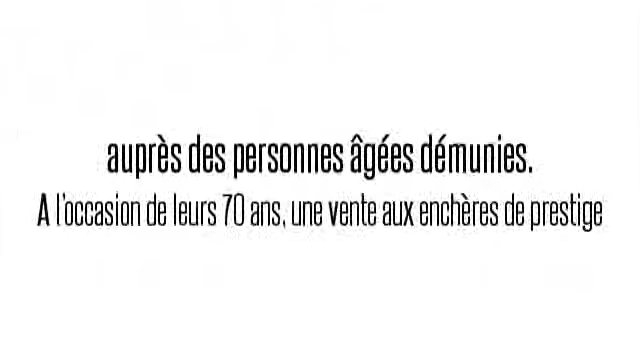 auprès des personnes âgées démunies.
A l'occasion de leurs 70 ans, une vente aux enchères de prestige